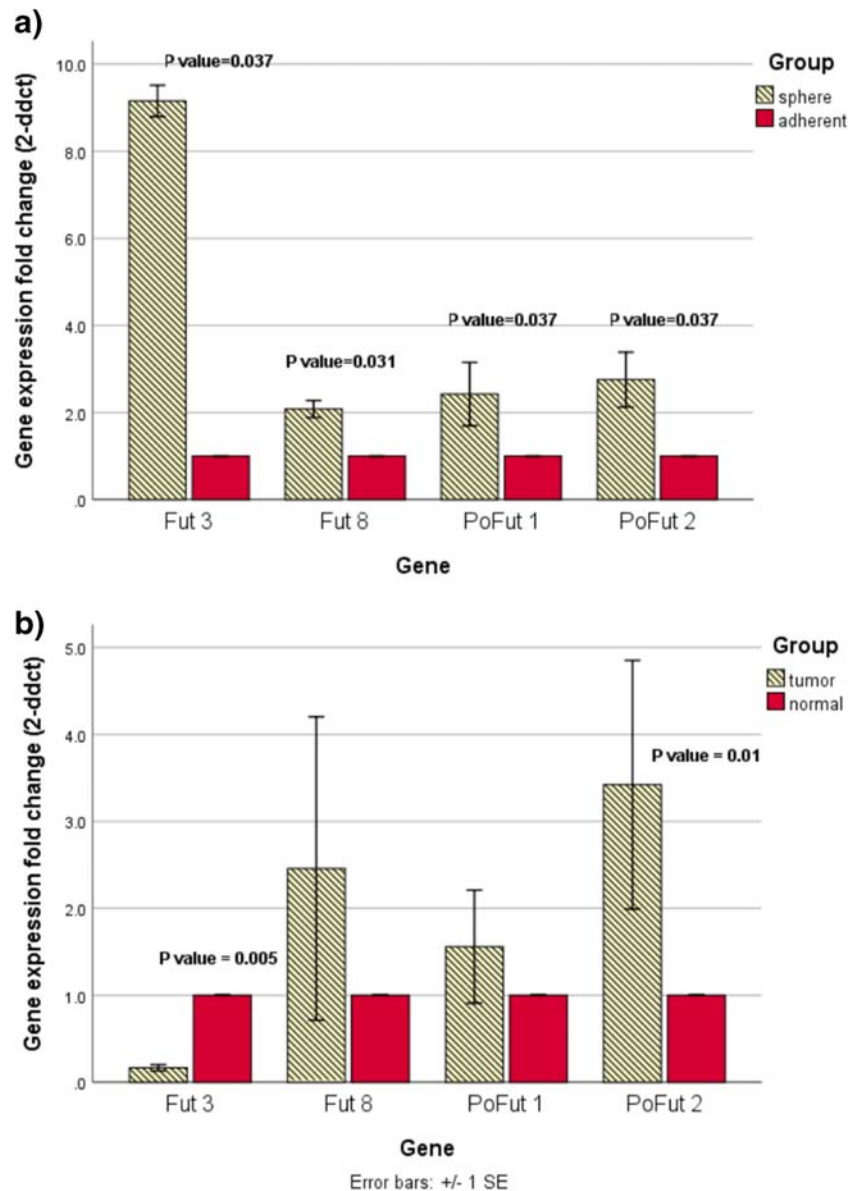 a)
Gene expression fold change (2-ddct)
10.0
8.0
6.0
4.0
2.0
.0
P value=0.037
P value=0.031
P value=0.037
P value=0.037
Group
sphere
adherent
Fut 3
Fut 8
PoFut 1
PoFut 2
Gene
b)
Gene expression fold change (2-ddct)
5.0
4.0
3.0
2.0
1.0
.0
P value = 0.005
P value = 0.01
Group
tumor
normal
Fut 3
Fut 8
PoFut 1
PoFut 2
Gene
Error bars: +/- 1 SE